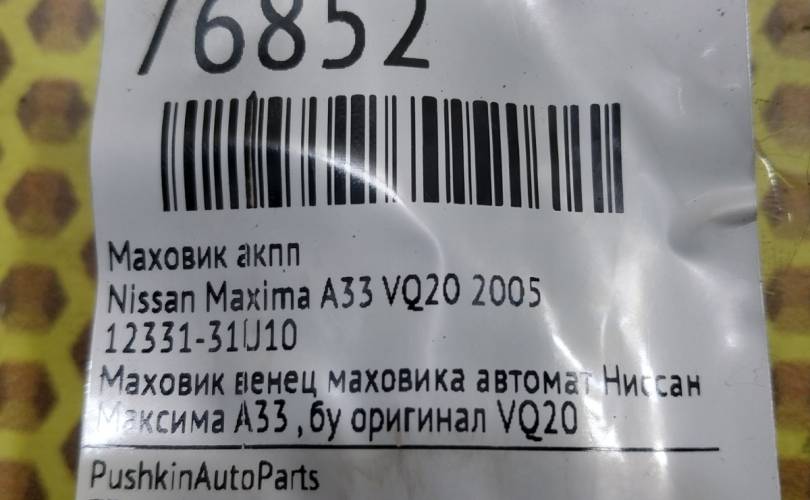 76852
Маховик акпп
Nissan Maxima A33 VQ20 2005
12331-31U10
Маховик венец маховика автомат Ниссан
Максима А33 ,бу оригинал VQ20
PushkinAutoParts